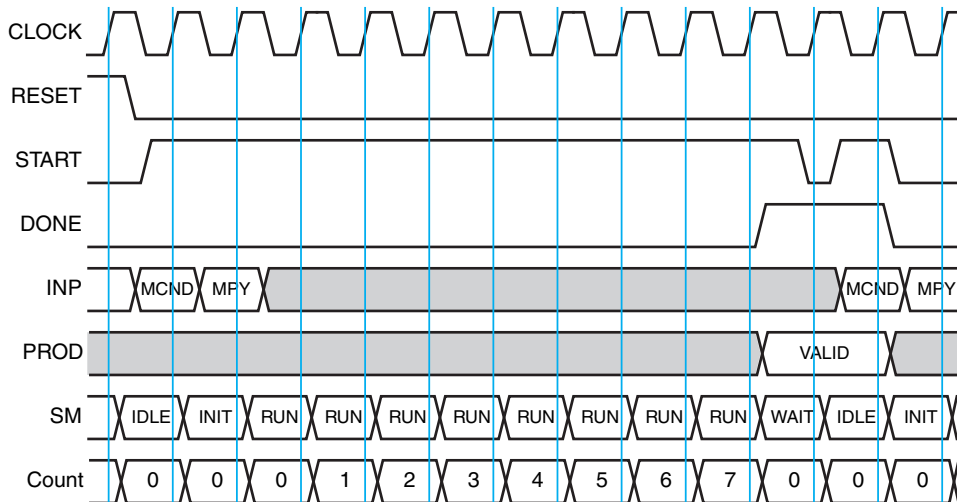 CLOCK
RESET
START
DONE
INP MCND MPY MCND MPY
PROD VALID
SM IDLE INIT RUN RUN RUN RUN RUN RUN RUN RUN WAIT IDLE INIT
Count 0 0 0 1 2 3 4 5 6 7 0 0 0